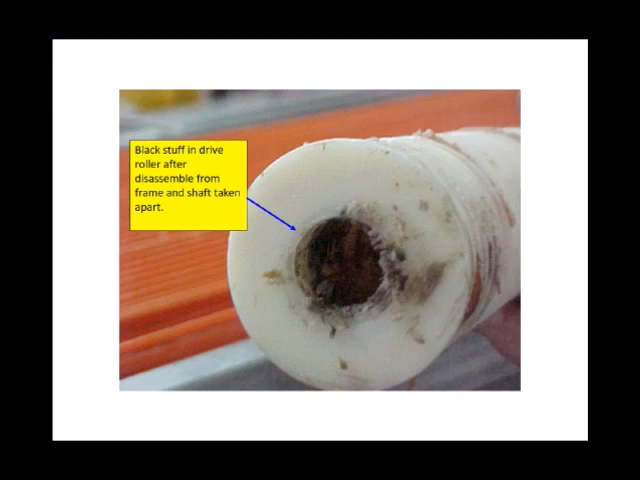 Black stuff in drive
roller after
disassemble from
frame and shaft taken
apart.